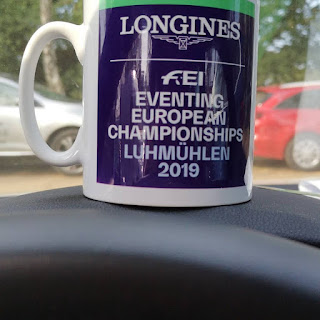 LONGINES
FEI
EVENTING
EUROPEAN
CHAMPIONSHIPS
LUHMÜHLEN
2019